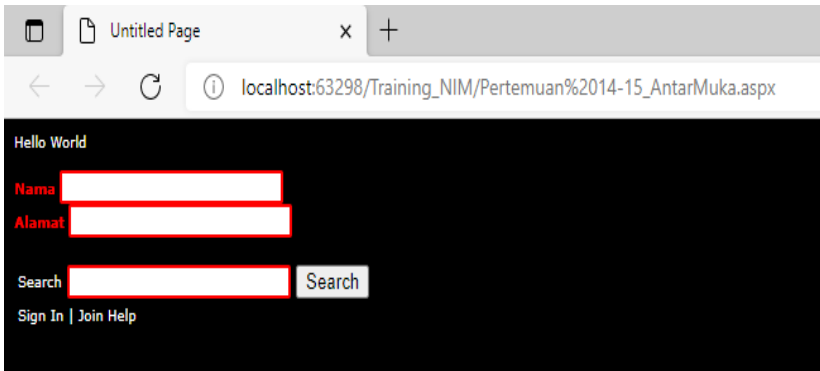 Untitled Page
localhost:63298/Training_NIM/Pertemuan%2014-15_AntarMuka.aspx
Hello World
Nama
Alamat
Search Search
Sign In | Join Help